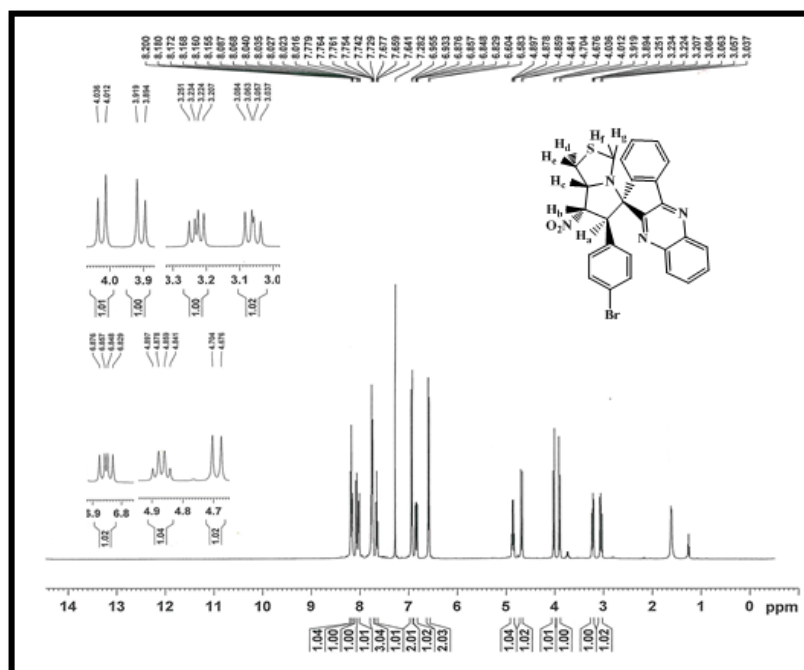 8.200 8.180 8.172 8.168 8.160 8.155 8.087 8.068 8.040 8.035 8.027 8.023 8.016 7.779 7.764 7.761 7.754 7.742 7.729 7.677 7.659 7.641 7.282 6.955 6.933 6.876 6.857 6.848 6.829 6.604 6.583 4.897 4.878 4.859 4.841 4.704 4.676 4.036 4.012 3.919 3.894 3.251 3.234 3.224 3.207 3.084 3.063 3.057 3.037
4.036 4.012 3.919 3.894 3.251 3.234 3.224 3.207 3.084 3.063 3.057 3.037
4.0 3.9 3.3 3.2 3.1 3.0
1.01 1.00 1.00 1.02
Hd Hf Hg
S
He
Hc N
Hb
O2N N
Ha N
Br
6.876 6.857 6.848 6.829 4.897 4.878 4.859 4.841 4.704 4.676
6.9 6.8 4.9 4.8 4.7
1.02 1.04 1.02
14 13 12 11 10 9 8 7 6 5 4 3 2 1 0 ppm
1.04 1.00 1.00 1.01 3.04 1.01 2.01 1.02 2.03 1.04 1.02 1.01 1.00 1.00 1.02